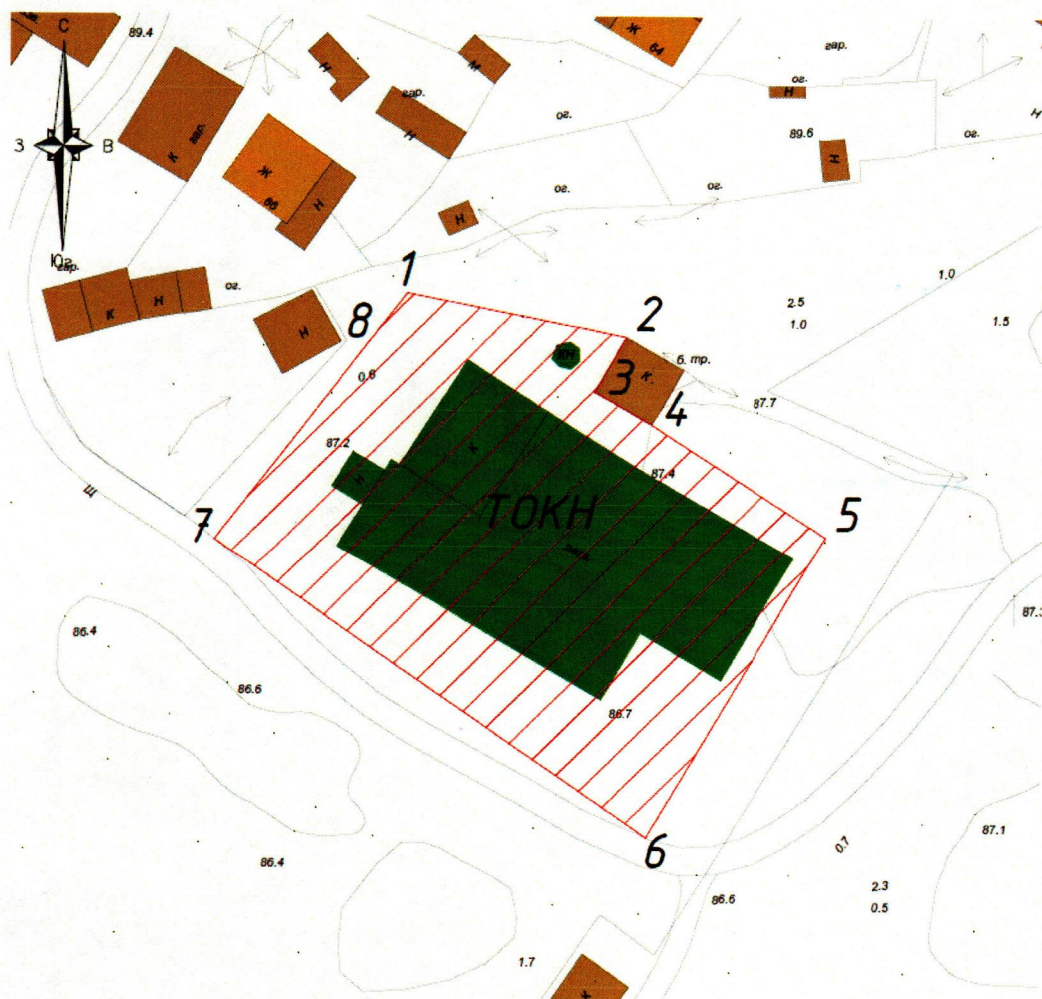 С
89.4
З
В
Юг.
гар.
К
гар.
Н
гар.
Н
М
ог.
Ж
64
гар.
ог.
Н
89.6
Н
ог.
Н
Ж
66
Н
ог.
ог.
Н
К
Н
ог.
Н
1
8
2
3
4
б. тр.
К.
КН
0.6
87.2
Н
К
ТОКН
87.4
87.7
2.5
1.0
1.0
1.5
5
7
Щ
86.4
86.6
86.7
87.3
6
86.4
0.7
87.1
2.3
0.5
86.6
1.7
К